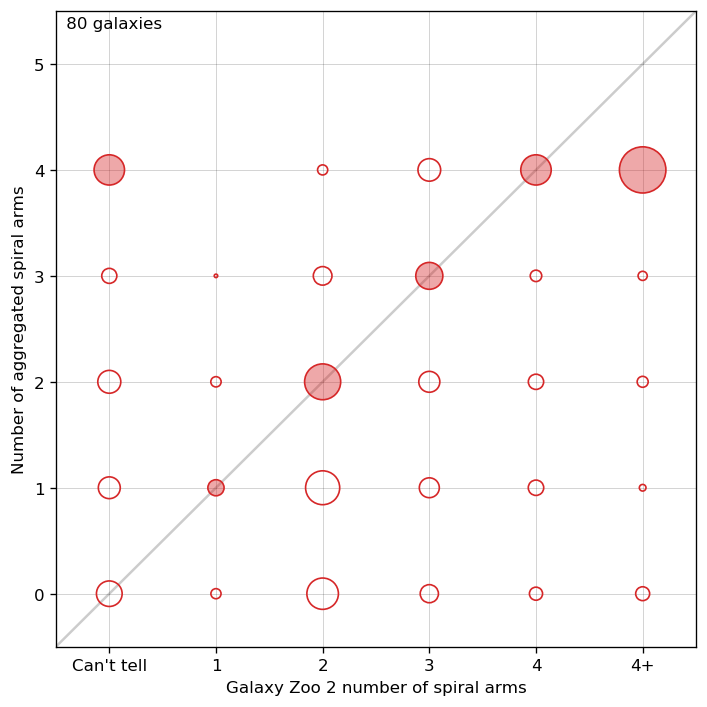 80 galaxies
Number of aggregated spiral arms
5
4
3
2
1
0
Can't tell
1
2
3
4
4+
Galaxy Zoo 2 number of spiral arms